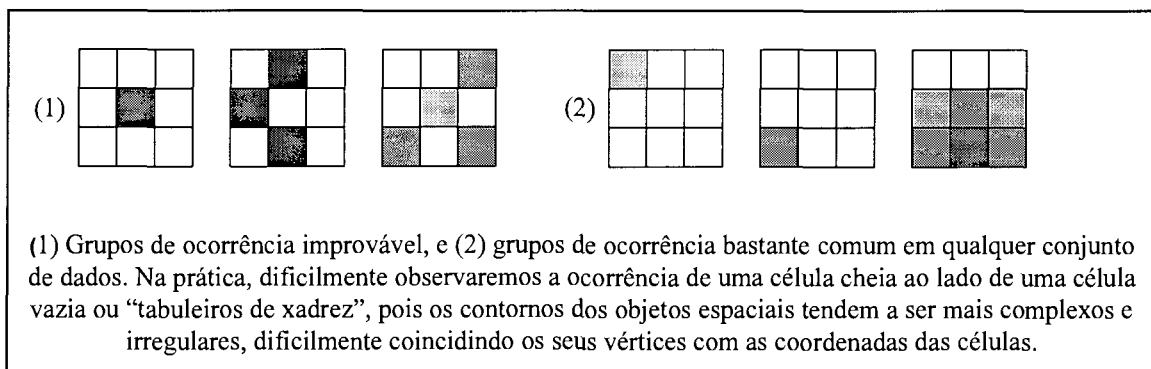 (1) (2)
(1) Grupos de ocorrência improvável, e (2) grupos de ocorrência bastante comum em qualquer conjunto
de dados. Na prática, dificilmente observaremos a ocorrência de uma célula cheia ao lado de uma célula
vazia ou “tabuleiros de xadrez”, pois os contornos dos objetos espaciais tendem a ser mais complexos e
irregulares, dificilmente coincidindo os seus vértices com as coordenadas das células.